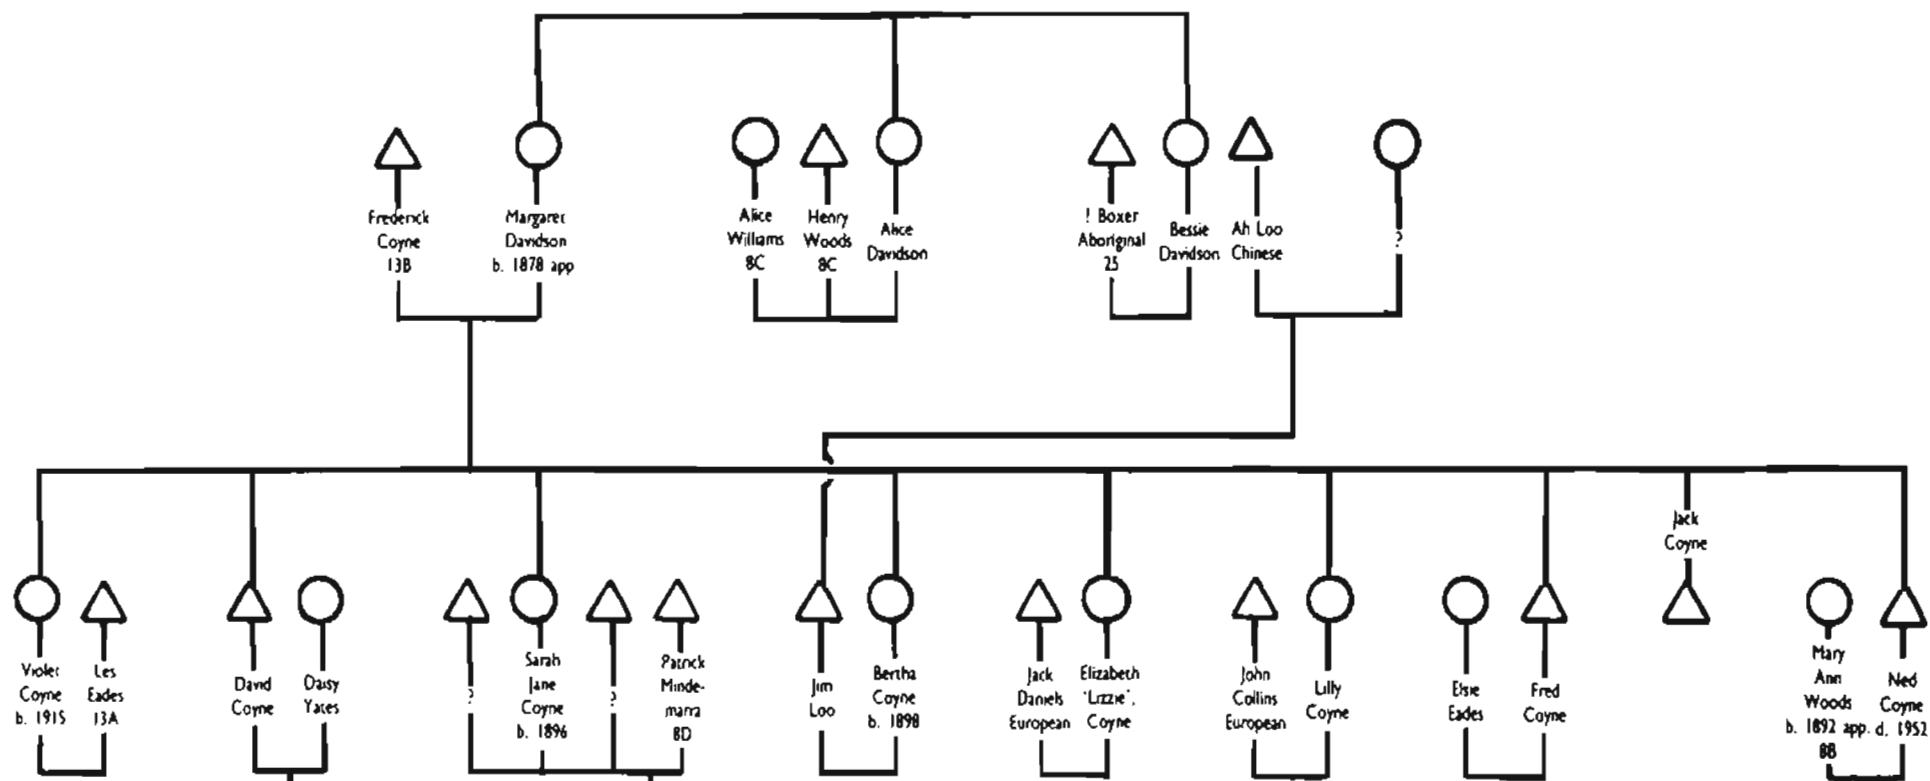 Frederick
Coyne
13B
Margaret
Davidson
b. 1878 app
Alice
Williams
8C
Henry
Woods
8C
Alice
Davidson
! Boxer
Aboriginal
25
Bessie
Davidson
Ah Loo
Chinese
?
Jack
Coyne
Violet
Coyne
b. 1915
Les
Eades
13A
David
Coyne
Daisy
Yates
?
Sarah
Jane
Coyne
b. 1896
?
Patrick
Minde-
marra
8D
Jim
Loo
Bertha
Coyne
b. 1898
Jack
Daniels
European
Elizabeth
'Lizzie',
Coyne
John
Collins
European
Lilly
Coyne
Elsie
Eades
Fred
Coyne
Mary
Ann
Woods
b. 1892 app.
8B
Ned
Coyne
d. 1952